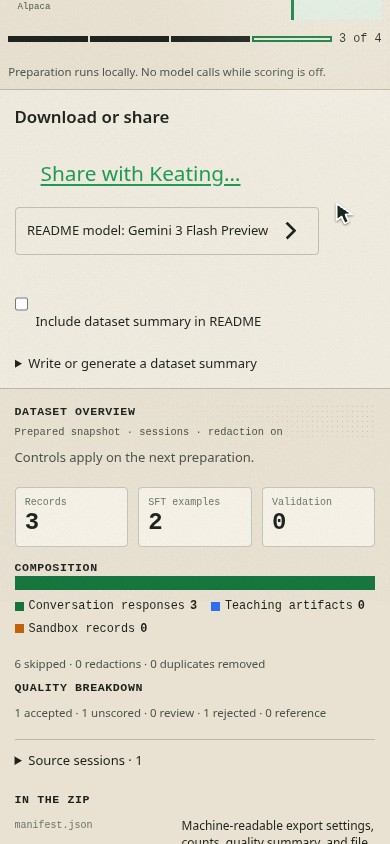 Alpaca
3 of 4
Preparation runs locally. No model calls while scoring is off.
Download or share
Share with Keating...
README model: Gemini 3 Flash Preview
Include dataset summary in README
Write or generate a dataset summary
DATASET OVERVIEW
Prepared snapshot · sessions · redaction on
Controls apply on the next preparation.
Records
3
SFT examples
2
Validation
0
COMPOSITION
Conversation responses 3
Teaching artifacts 0
Sandbox records 0
6 skipped · 0 redactions · 0 duplicates removed
QUALITY BREAKDOWN
1 accepted · 1 unscored · 0 review · 1 rejected · 0 reference
Source sessions · 1
IN THE ZIP
manifest.json
Machine-readable export settings,
counts, quality summary, and file